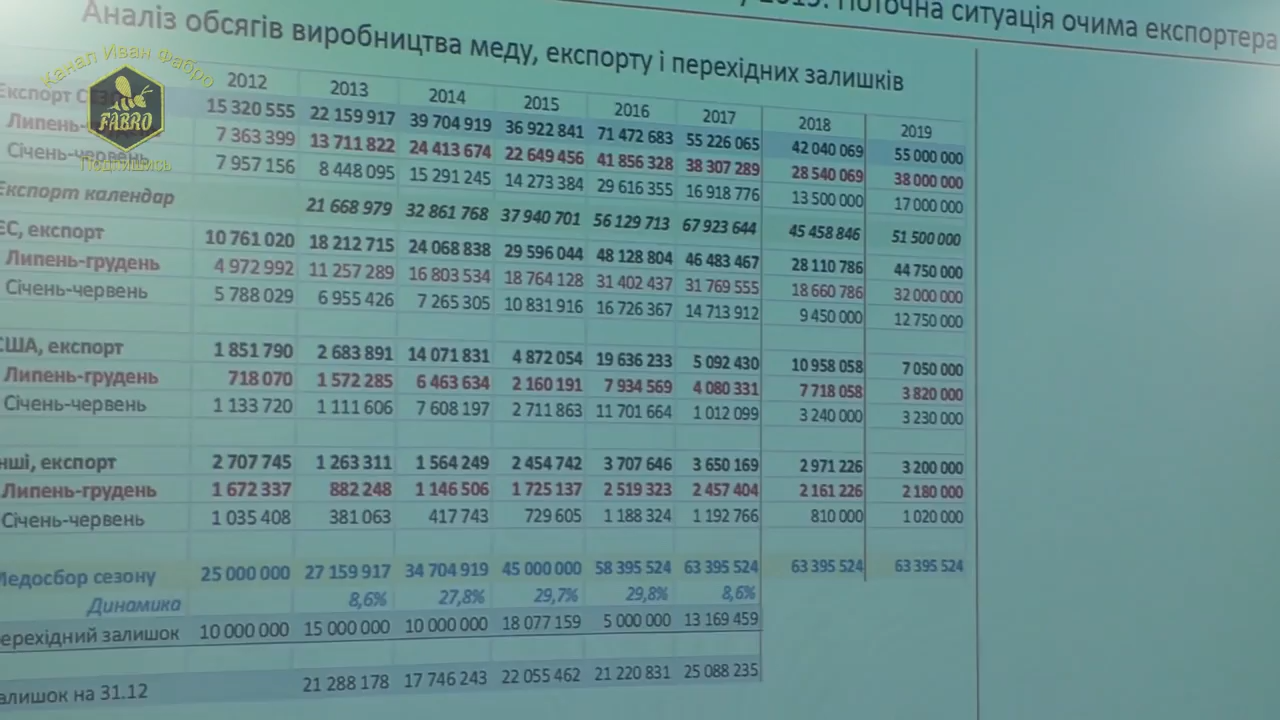 2019. Поточна ситуація очима експортера
Аналіз обсягів виробництва меду, експорту і перехідних залишків
Канал Иван Фабро
FABRO
Подпишись
2012 2013 2014 2015 2016 2017 2018 2019
Експорт 15 320 555 22 159 917 39 704 919 36 922 841 71 472 683 55 226 065 42 040 069 55 000 000
Липень- 7 363 399 13 711 822 24 413 674 22 649 456 41 856 328 38 307 289 28 540 069 38 000 000
Січень-червень 7 957 156 8 448 095 15 291 245 14 273 384 29 616 355 16 918 776 13 500 000 17 000 000
Експорт календар 21 668 979 32 861 768 37 940 701 56 129 713 67 923 644 45 458 846 51 500 000
ЄС, експорт 10 761 020 18 212 715 24 068 838 29 596 044 48 128 804 46 483 467 28 110 786 44 750 000
Липень-грудень 4 972 992 11 257 289 16 803 534 18 764 128 31 402 437 31 769 555 18 660 786 32 000 000
Січень-червень 5 788 029 6 955 426 7 265 305 10 831 916 16 726 367 14 713 912 9 450 000 12 750 000
США, експорт 1 851 790 2 683 891 14 071 831 4 872 054 19 636 233 5 092 430 10 958 058 7 050 000
Липень-грудень 718 070 1 572 285 6 463 634 2 160 191 7 934 569 4 080 331 7 718 058 3 820 000
Січень-червень 1 133 720 1 111 606 7 608 197 2 711 863 11 701 664 1 012 099 3 240 000 3 230 000
нші, експорт 2 707 745 1 263 311 1 564 249 2 454 742 3 707 646 3 650 169 2 971 226 3 200 000
Липень-грудень 1 672 337 882 248 1 146 506 1 725 137 2 519 323 2 457 404 2 161 226 2 180 000
Січень-червень 1 035 408 381 063 417 743 729 605 1 188 324 1 192 766 810 000 1 020 000
Медосбор сезону 25 000 000 27 159 917 34 704 919 45 000 000 58 395 524 63 395 524 63 395 524 63 395 524
Динамика 8,6% 27,8% 29,7% 29,8% 8,6%
ерехідний залишок 10 000 000 15 000 000 10 000 000 18 077 159 5 000 000 13 169 459
алишок на 31.12 21 288 178 17 746 243 22 055 462 21 220 831 25 088 235